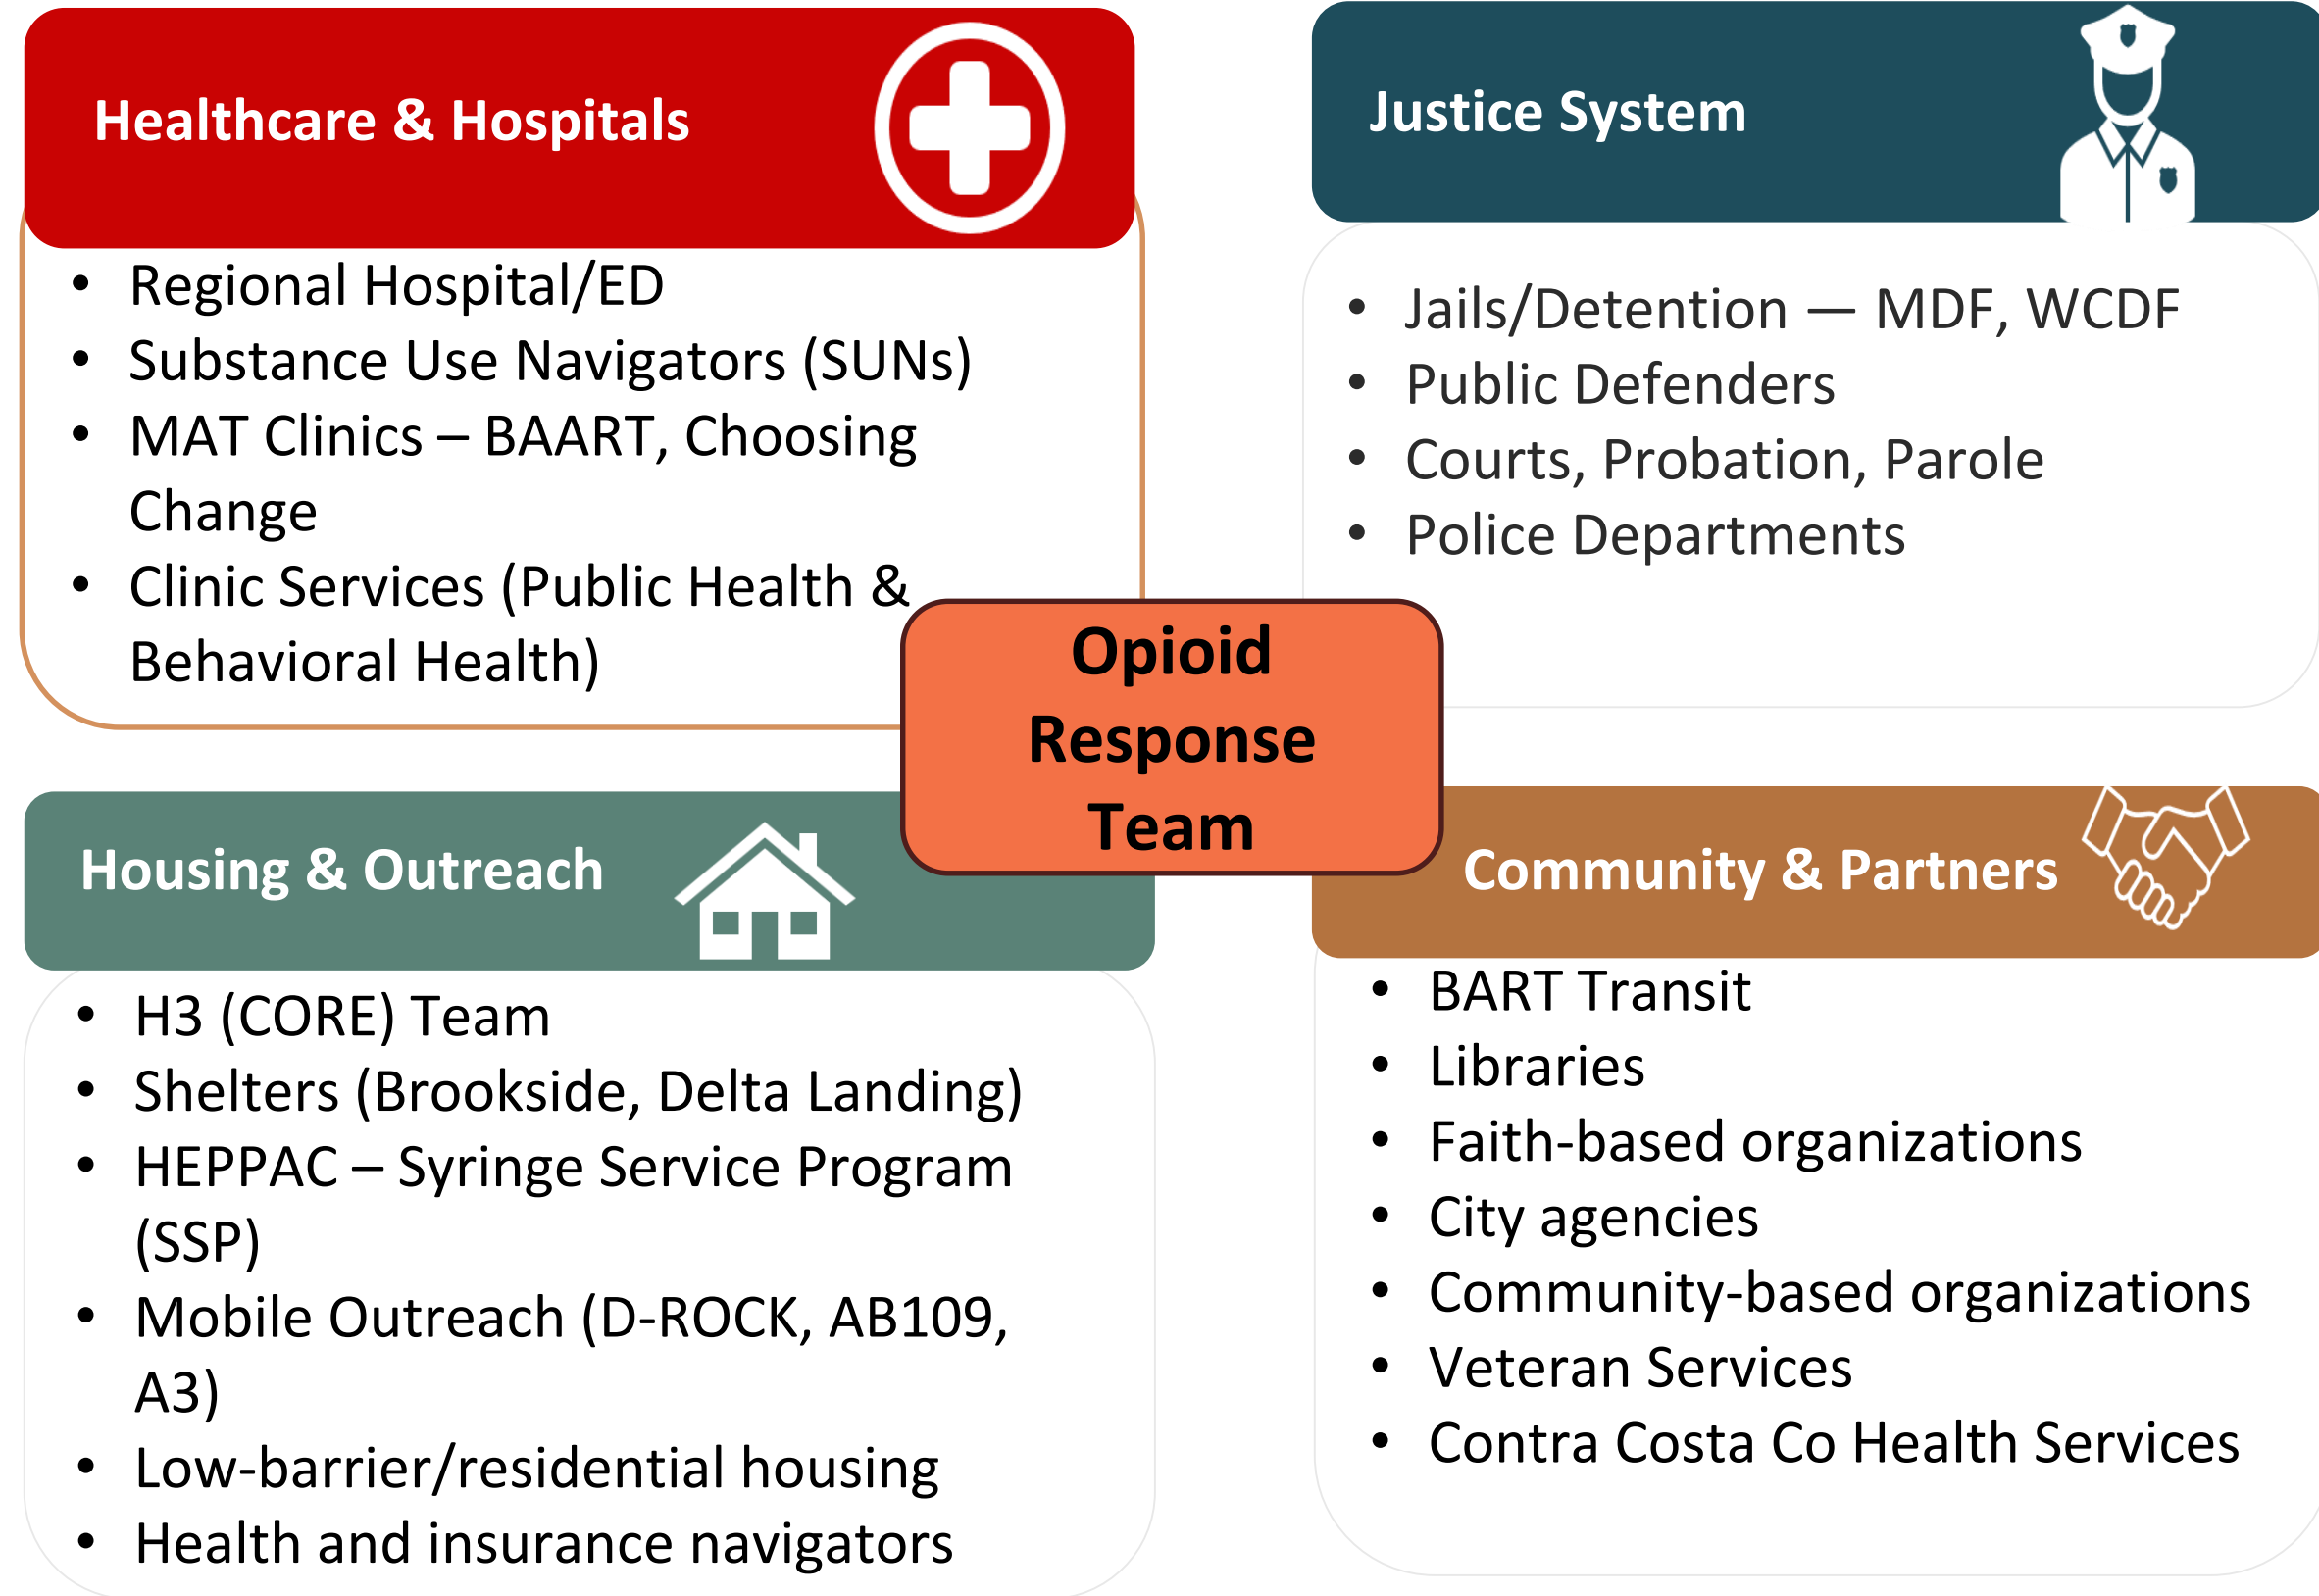 Healthcare & Hospitals
• Regional Hospital/ED
• Substance Use Navigators (SUNs)
• MAT Clinics – BAART, Choosing
Change
• Clinic Services (Public Health &
Behavioral Health)
Justice System
• Jails/Detention — MDF, WCDF
• Public Defenders
• Courts, Probation, Parole
• Police Departments
Opioid
Response
Team
Housing & Outreach
• H3 (CORE) Team
• Shelters (Brookside, Delta Landing)
• HEPPAC – Syringe Service Program
(SSP)
• Mobile Outreach (D-ROCK, AB109,
A3)
• Low-barrier/residential housing
• Health and insurance navigators
Community & Partners
• BART Transit
• Libraries
• Faith-based organizations
• City agencies
• Community-based organizations
• Veteran Services
• Contra Costa Co Health Services